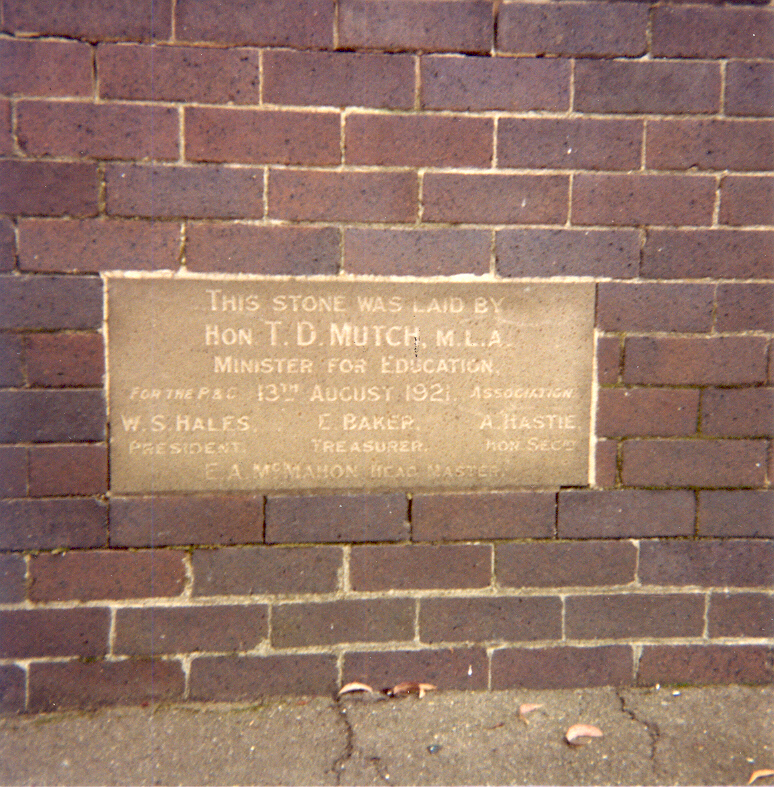 THIS STONE WAS LAID BY
HON. T. D. MUTCH, M.L.A.
MINISTER FOR EDUCATION,
FOR THE P & C 13TH AUGUST 1921. ASSOCIATION
W. S. HALES, E. BAKER, A. HASTIE,
PRESIDENT. TREASURER. HON. SECTY
E. A. MCMAHON, HEAD MASTER.